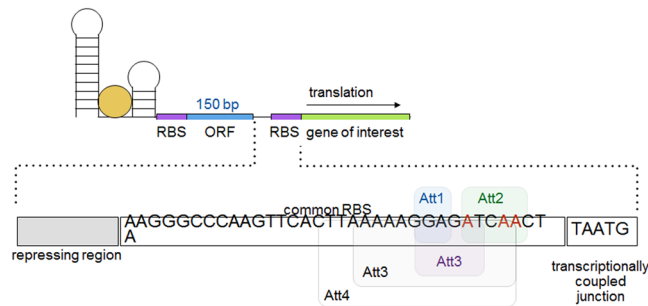 translation
150 bp
RBS
ORF
RBS
gene of interest
Att1
Att2
common RBS
AAGGGCCCAAGTTCACTTAAAAAGGAGATCAACT
A
TAATG
repressing region
Att3
Att3
Att4
transcriptionally
coupled
junction